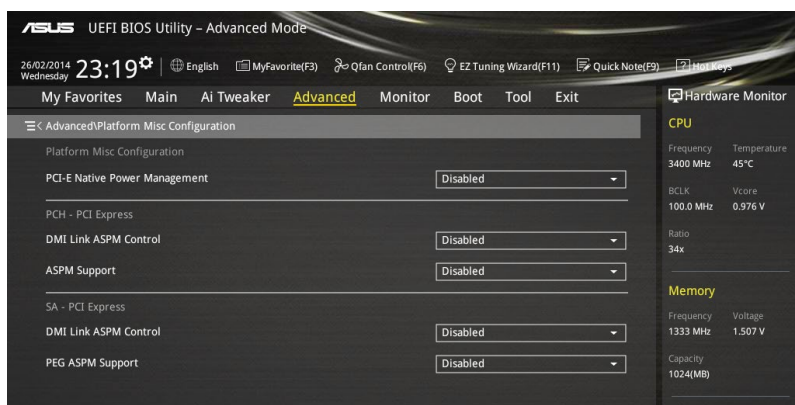 ASUS UEFI BIOS Utility – Advanced Mode
26/02/2014
Wednesday
23:19
English
MyFavorite(F3)
Qfan Control(F6)
EZ Tuning Wizard(F11)
Quick Note(F9)
? Hot Keys
My Favorites Main Ai Tweaker Advanced Monitor Boot Tool Exit
Advanced\Platform Misc Configuration
Platform Misc Configuration
PCI-E Native Power Management Disabled
PCH - PCI Express
DMI Link ASPM Control Disabled
ASPM Support Disabled
SA - PCI Express
DMI Link ASPM Control Disabled
PEG ASPM Support Disabled
Hardware Monitor
CPU
Frequency Temperature
3400 MHz 45°C
BCLK Vcore
100.0 MHz 0.976 V
Ratio
34x
Memory
Frequency Voltage
1333 MHz 1.507 V
Capacity
1024(MB)